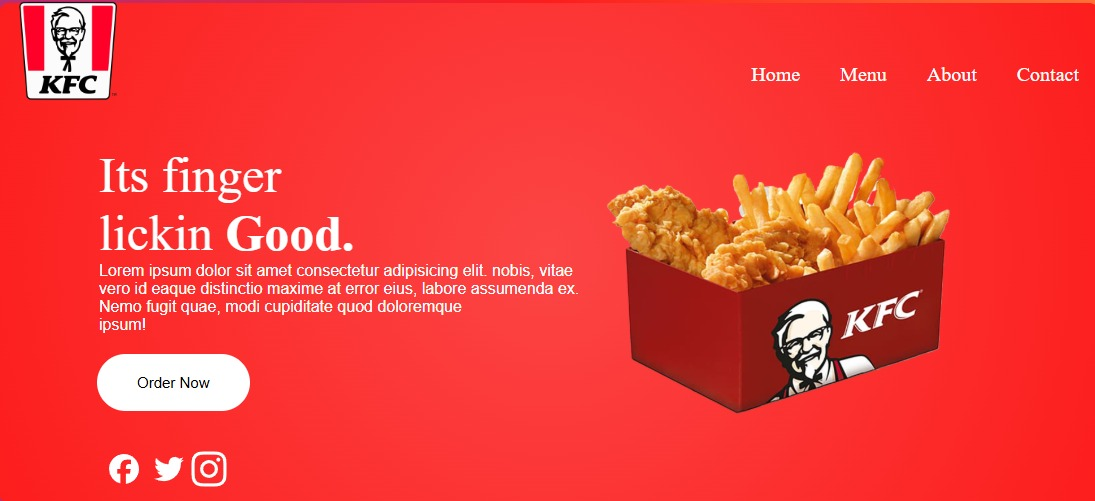 KFC
Home Menu About Contact
Its finger
lickin Good.
Lorem ipsum dolor sit amet consectetur adipisicing elit. nobis, vitae
vero id eaque distinctio maxime at error eius, labore assumenda ex.
Nemo fugit quae, modi cupiditate quod doloremque
ipsum!
KFC
Order Now